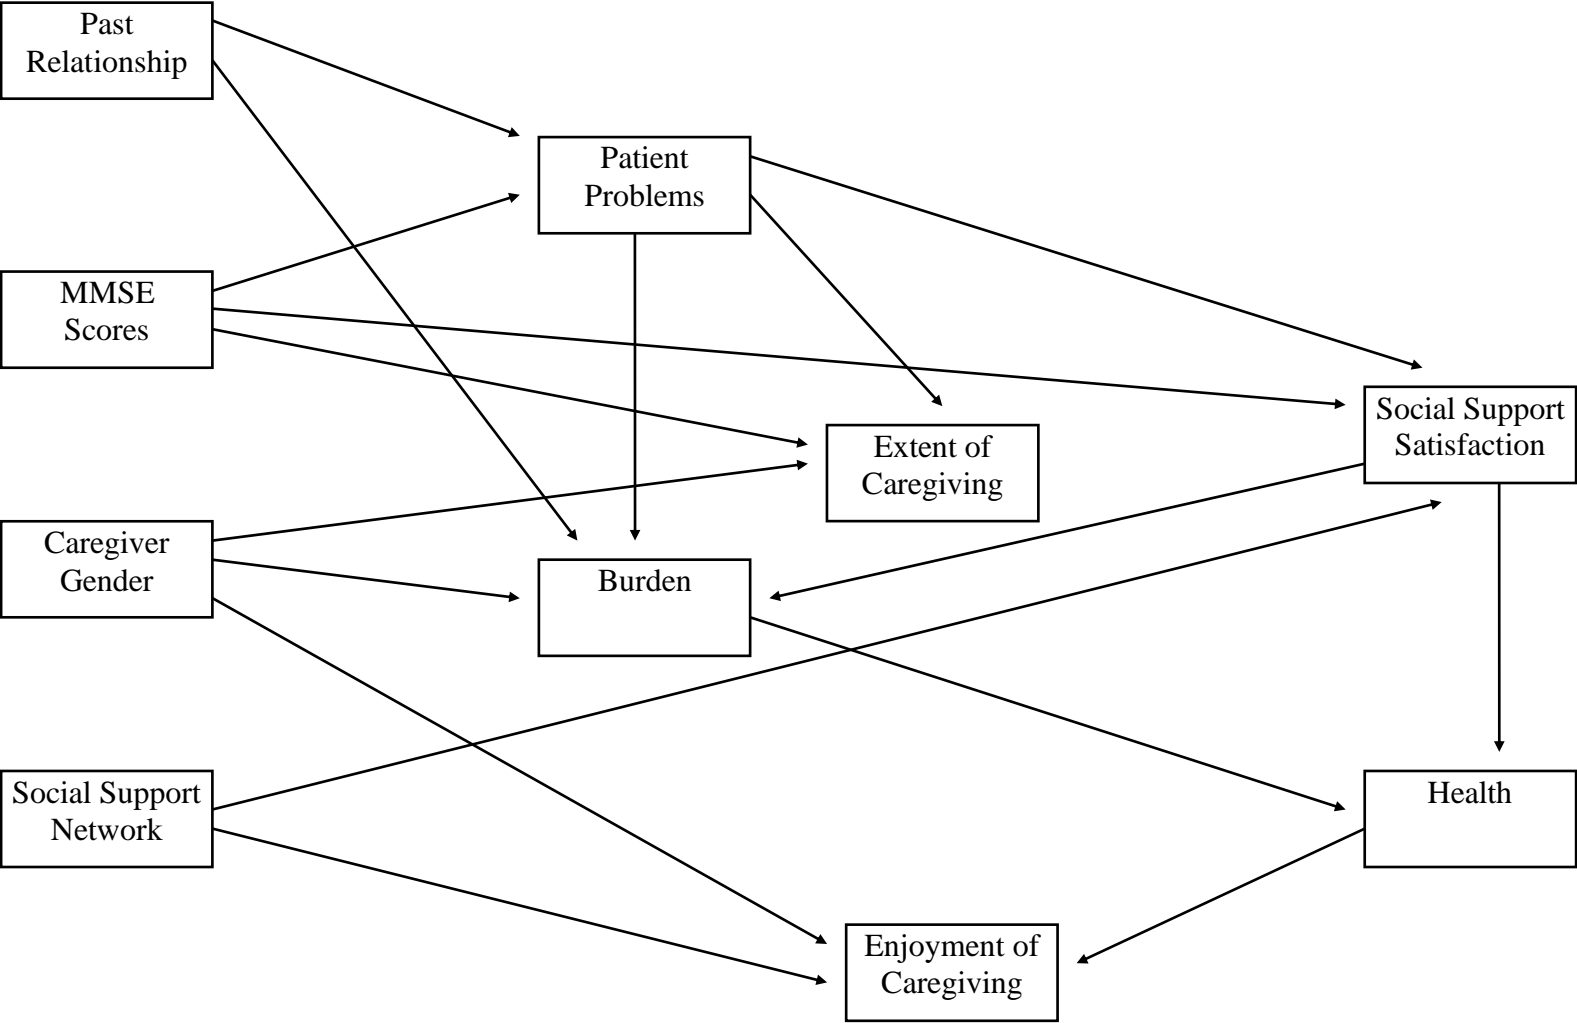 Past
Relationship
Patient
Problems
MMSE
Scores
Social Support
Satisfaction
Extent of
Caregiving
Caregiver
Gender
Burden
Social Support
Network
Health
Enjoyment of
Caregiving